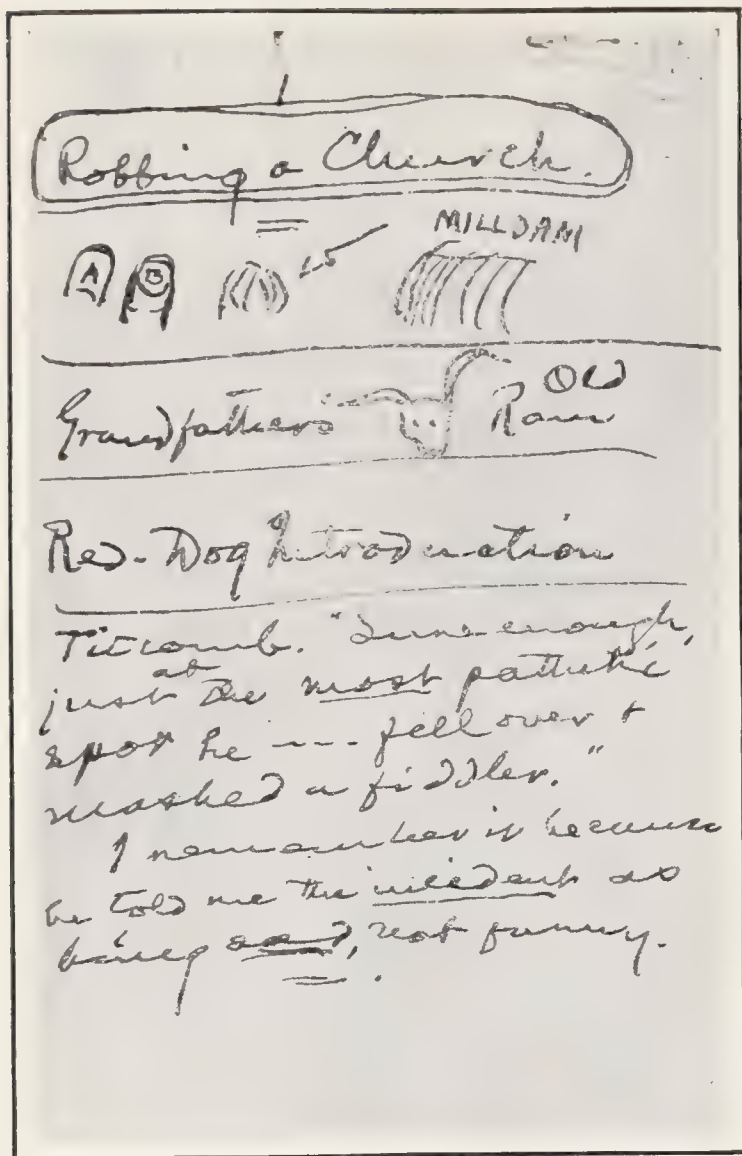 Robbing a Church.
MILLDAM
A B 15
Grandfather's Old
Ram
Red-Dog Introduction
Titcomb. "Sure enough,
just at the most pathetic
spot he --- fell over &
mashed a fiddler."
I remember it because
he told me the incident as
being sad, not funny.